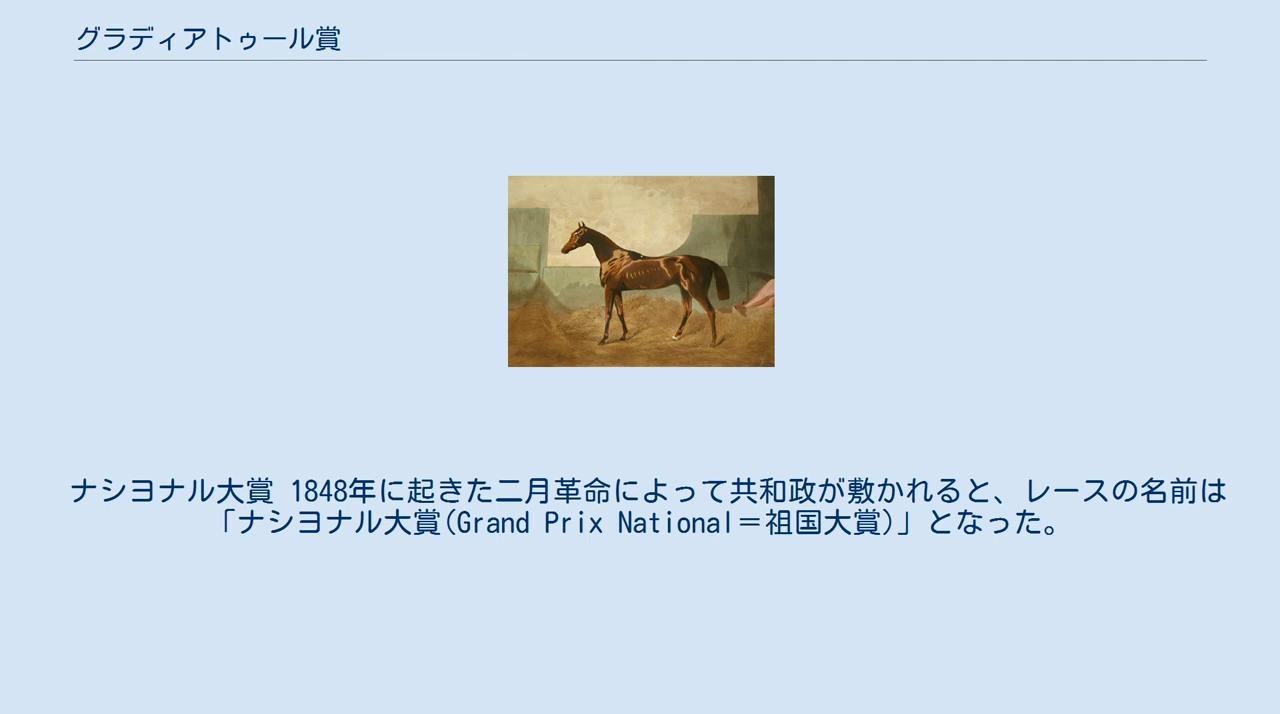 グラディアトゥール賞
ナシヨナル大賞 1848年に起きた二月革命によって共和政が敷かれると、レースの名前は
「ナシヨナル大賞(Grand Prix National＝祖国大賞)」となった。